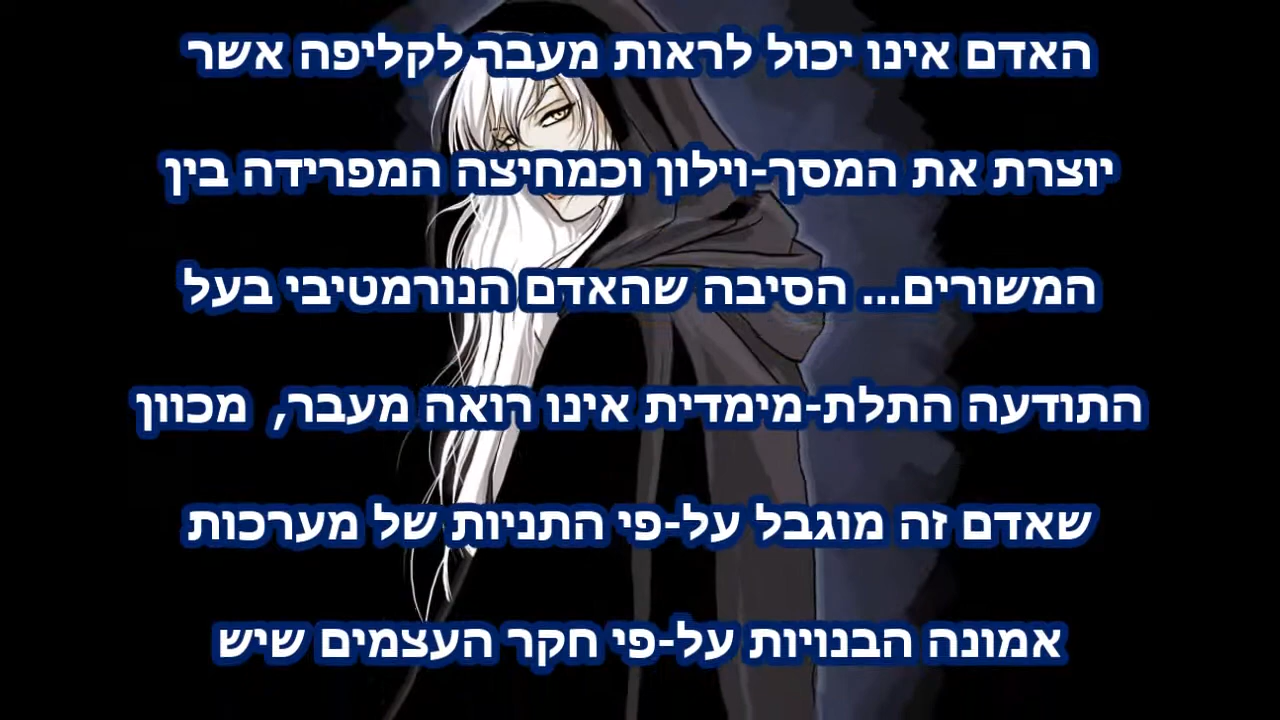 האדם אינו יכול לראות מעבר לקליפה אשר
יוצרת את המסך-וילון וכמחיצה המפרידה בין
המשורים... הסיבה שהאדם הנורמטיבי בעל
התודעה התלת-מימדית אינו רואה מעבר, מכוון
שאדם זה מוגבל על-פי התניות של מערכות
אמונה הבנויות על-פי חקר העצמים שיש